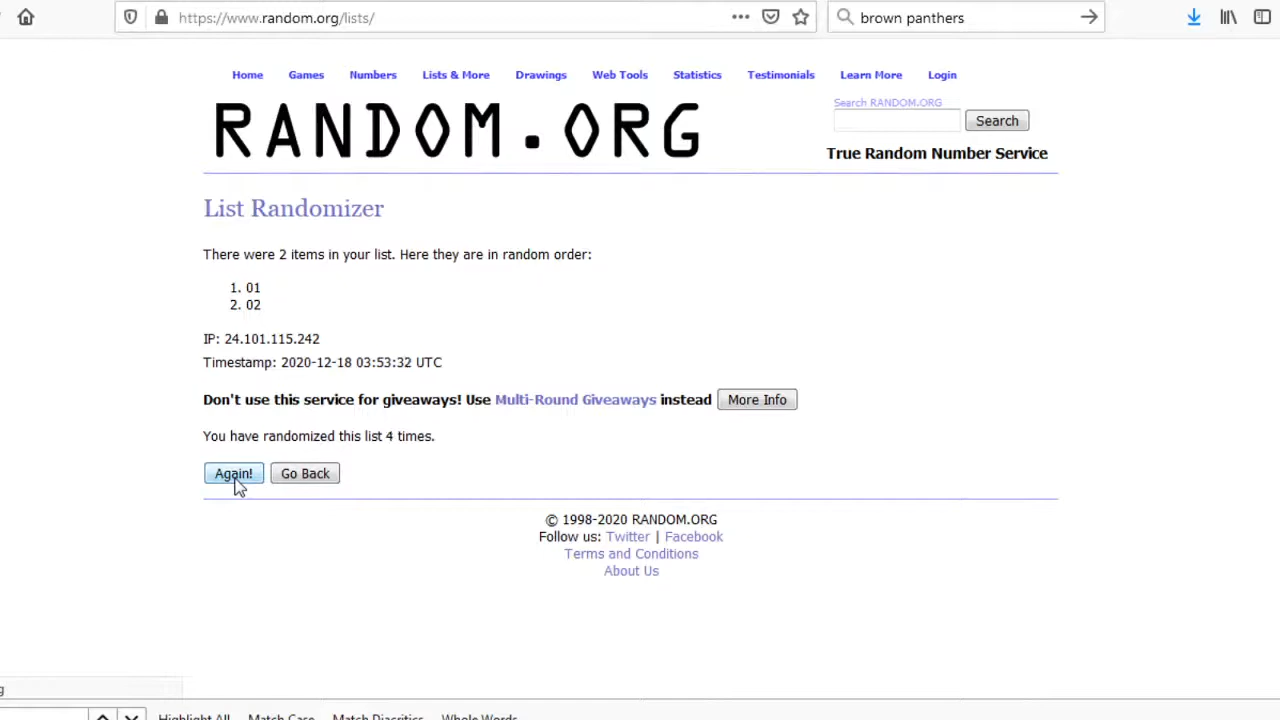 https://www.random.org/lists/
brown panthers
Home Games Numbers Lists & More Drawings Web Tools Statistics Testimonials Learn More Login
RANDOM.ORG
Search RANDOM.ORG
Search
True Random Number Service
List Randomizer
There were 2 items in your list. Here they are in random order:
1. 01
2. 02
IP: 24.101.115.242
Timestamp: 2020-12-18 03:53:32 UTC
Don't use this service for giveaways! Use Multi-Round Giveaways instead More Info
You have randomized this list 4 times.
Again! Go Back
© 1998-2020 RANDOM.ORG
Follow us: Twitter | Facebook
Terms and Conditions
About Us
g
Highlight All Match Case Match Diacritics Whole Words